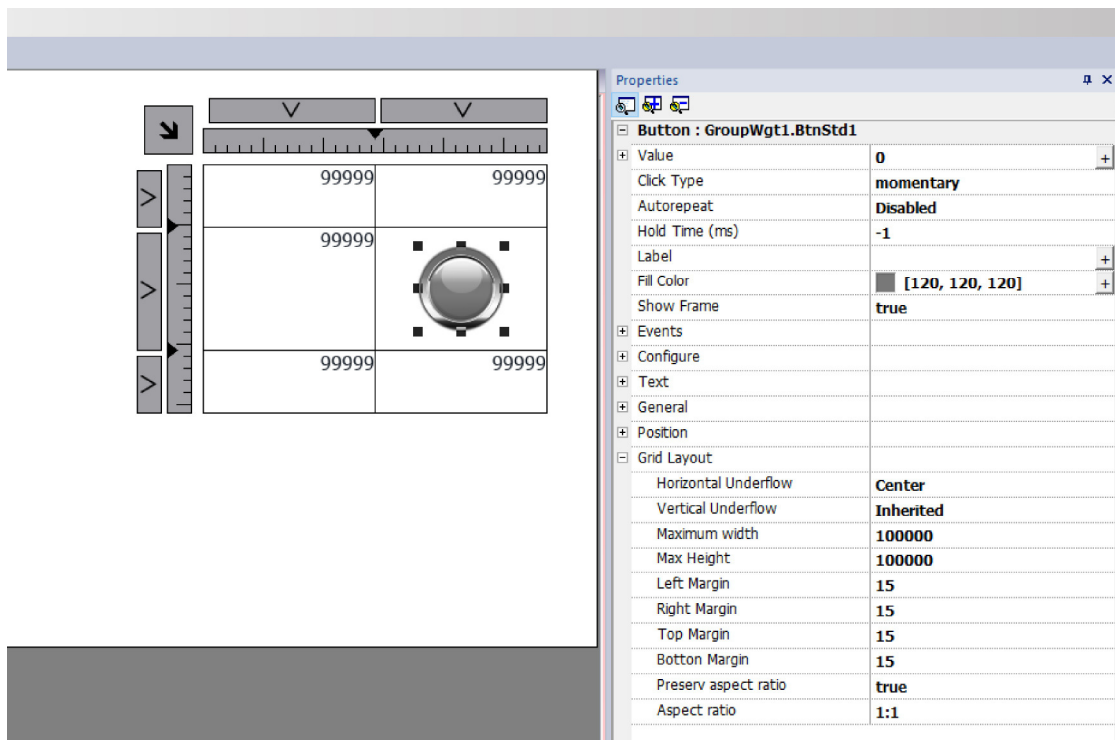 99999 99999
99999
99999 99999
Properties
Button : GroupWgt1.BtnStd1
Value 0 +
Click Type momentary
Autorepeat Disabled
Hold Time (ms) -1
Label +
Fill Color [120, 120, 120] +
Show Frame true
Events
Configure
Text
General
Position
Grid Layout
Horizontal Underflow Center
Vertical Underflow Inherited
Maximum width 100000
Max Height 100000
Left Margin 15
Right Margin 15
Top Margin 15
Botton Margin 15
Preserv aspect ratio true
Aspect ratio 1:1